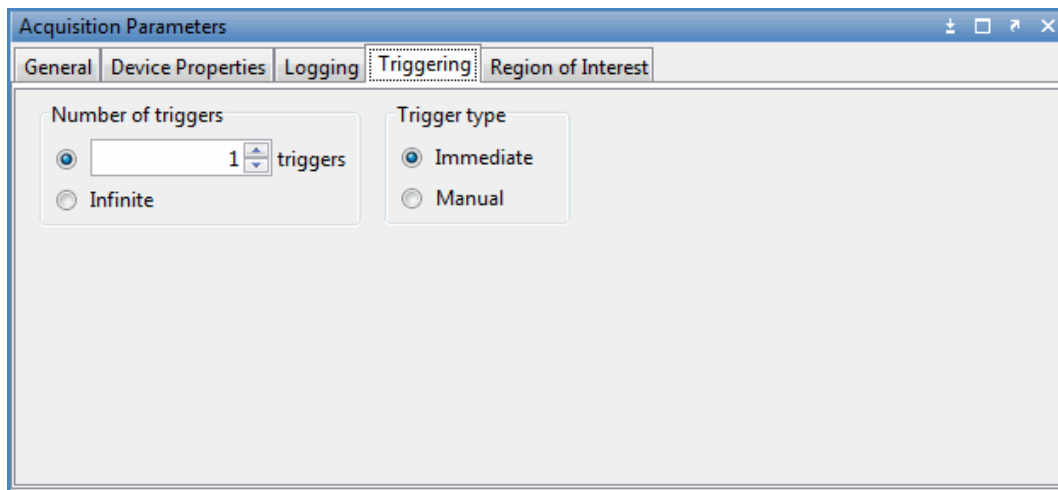 Acquisition Parameters
General Device Properties Logging Triggering Region of Interest
Number of triggers
1 triggers
Infinite
Trigger type
Immediate
Manual